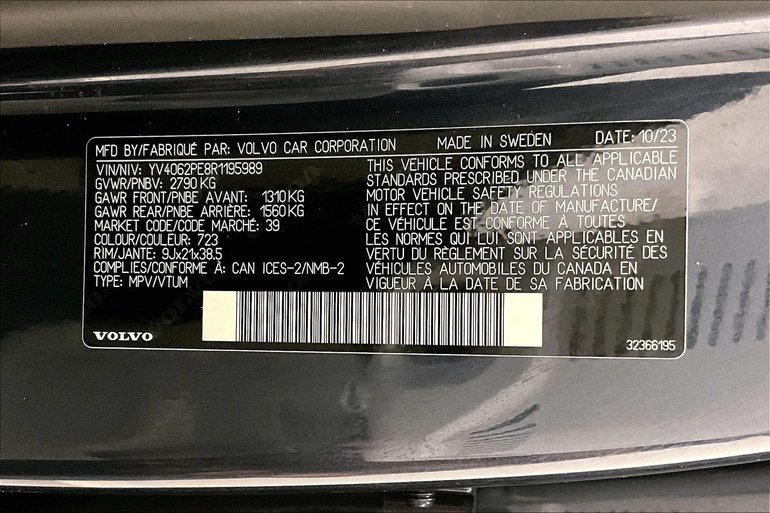 MFD BY/FABRIQUÉ PAR: VOLVO CAR CORPORATION MADE IN SWEDEN DATE: 10/23
VIN/NIV: YV4062PE8R1195989
GVWR/PNBV: 2790 KG
GAWR FRONT/PNBE AVANT: 1310 KG
GAWR REAR/PNBE ARRIÈRE: 1560 KG
MARKET CODE/CODE MARCHÉ: 39
COLOUR/COULEUR: 723
RIM/JANTE: 9Jx21x38.5
COMPLIES/CONFORME À: CAN ICES-2/NMB-2
TYPE: MPV/VTUM
THIS VEHICLE CONFORMS TO ALL APPLICABLE
STANDARDS PRESCRIBED UNDER THE CANADIAN
MOTOR VEHICLE SAFETY REGULATIONS
IN EFFECT ON THE DATE OF MANUFACTURE/
CE VÉHICULE EST CONFORME À TOUTES
LES NORMES QUI LUI SONT APPLICABLES EN
VERTU DU RÈGLEMENT SUR LA SÉCURITÉ DES
VÉHICULES AUTOMOBILES DU CANADA EN
VIGUEUR À LA DATE DE SA FABRICATION
VOLVO
32366195